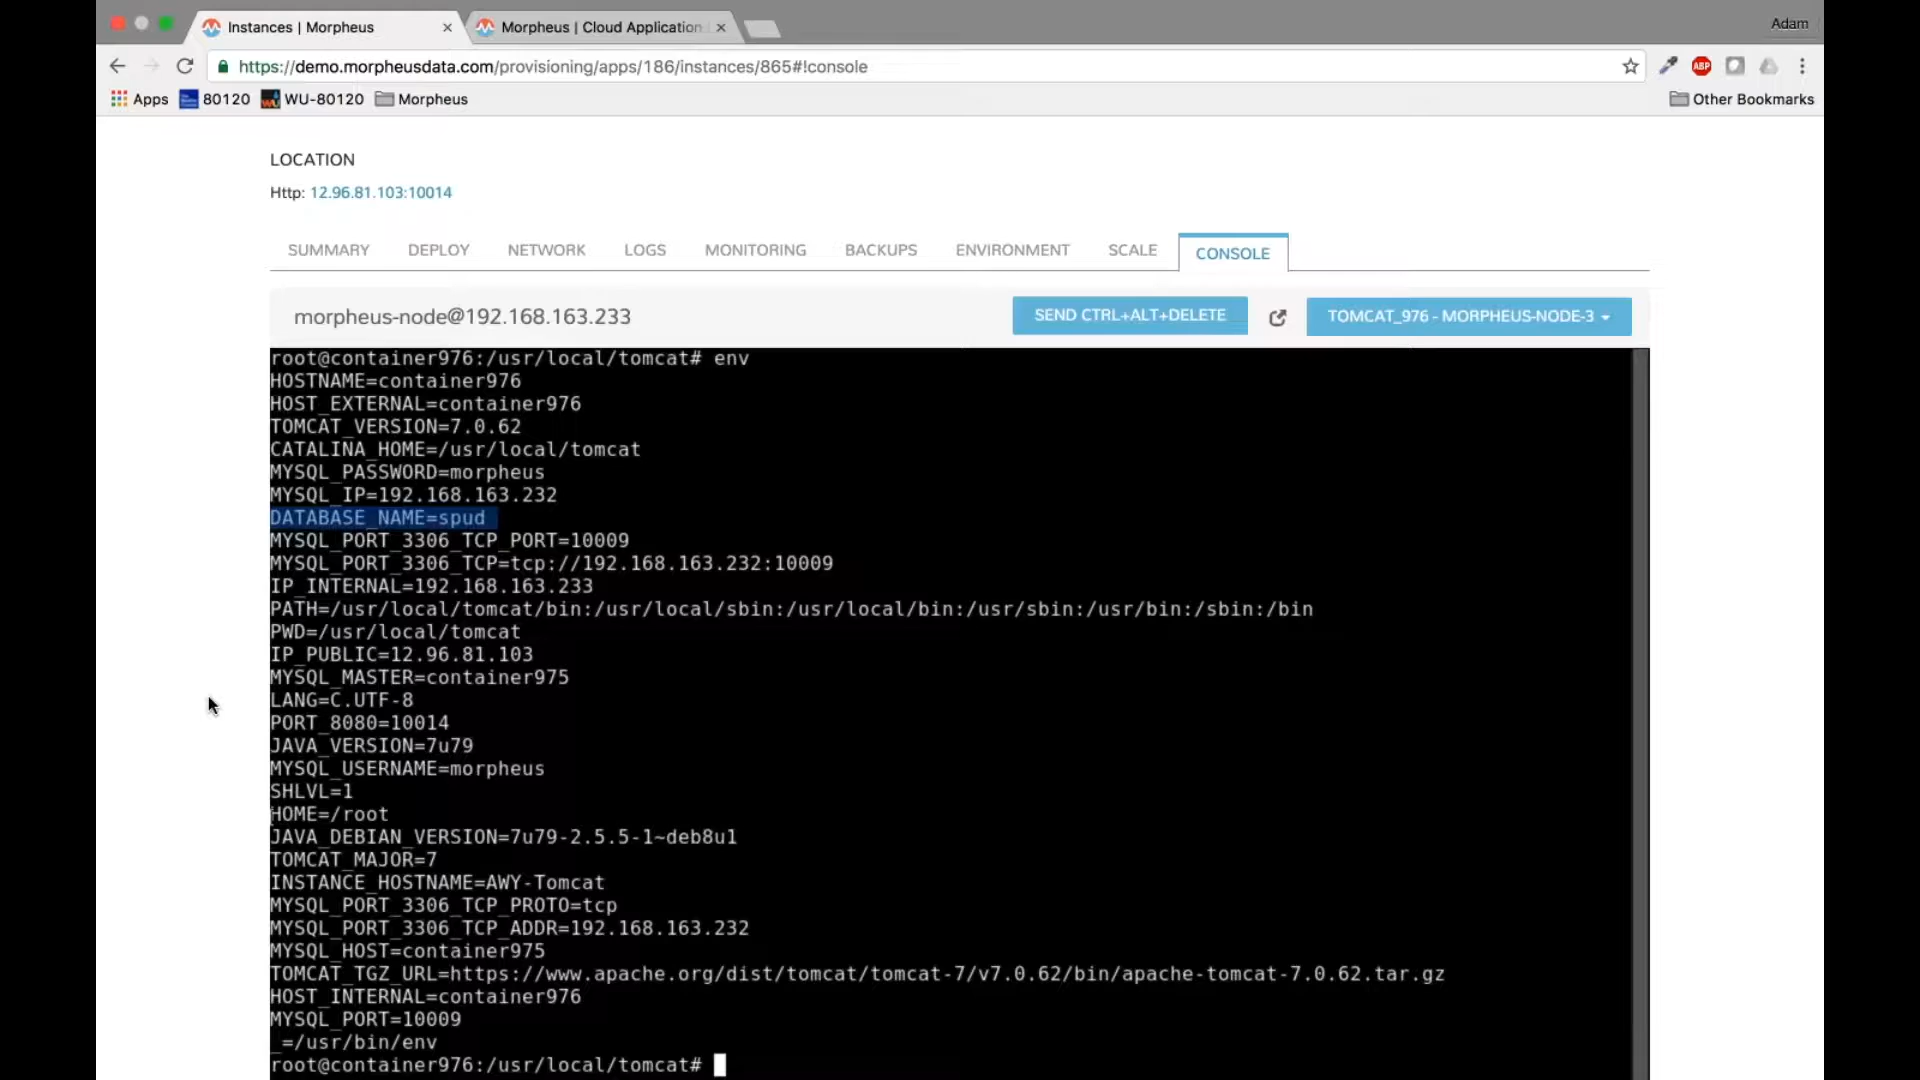 Instances | Morpheus
Morpheus | Cloud Application
Adam
https://demo.morpheusdata.com/provisioning/apps/186/instances/865#!console
ABP
Apps
80120
WU-80120
Morpheus
Other Bookmarks
LOCATION
Http: 12.96.81.103:10014
SUMMARY DEPLOY NETWORK LOGS MONITORING BACKUPS ENVIRONMENT SCALE CONSOLE
morpheus-node@192.168.163.233
SEND CTRL+ALT+DELETE
TOMCAT_976 - MORPHEUS-NODE-3
root@container976:/usr/local/tomcat# env
HOSTNAME=container976
HOST_EXTERNAL=container976
TOMCAT_VERSION=7.0.62
CATALINA_HOME=/usr/local/tomcat
MYSQL_PASSWORD=morpheus
MYSQL_IP=192.168.163.232
DATABASE_NAME=spud
MYSQL_PORT_3306_TCP_PORT=10009
MYSQL_PORT_3306_TCP=tcp://192.168.163.232:10009
IP_INTERNAL=192.168.163.233
PATH=/usr/local/tomcat/bin:/usr/local/sbin:/usr/local/bin:/usr/sbin:/usr/bin:/sbin:/bin
PWD=/usr/local/tomcat
IP_PUBLIC=12.96.81.103
MYSQL_MASTER=container975
LANG=C.UTF-8
PORT_8080=10014
JAVA_VERSION=7u79
MYSQL_USERNAME=morpheus
SHLVL=1
HOME=/root
JAVA_DEBIAN_VERSION=7u79-2.5.5-1~deb8u1
TOMCAT_MAJOR=7
INSTANCE_HOSTNAME=AWY-Tomcat
MYSQL_PORT_3306_TCP_PROTO=tcp
MYSQL_PORT_3306_TCP_ADDR=192.168.163.232
MYSQL_HOST=container975
TOMCAT_TGZ_URL=https://www.apache.org/dist/tomcat/tomcat-7/v7.0.62/bin/apache-tomcat-7.0.62.tar.gz
HOST_INTERNAL=container976
MYSQL_PORT=10009
_=/usr/bin/env
root@container976:/usr/local/tomcat#